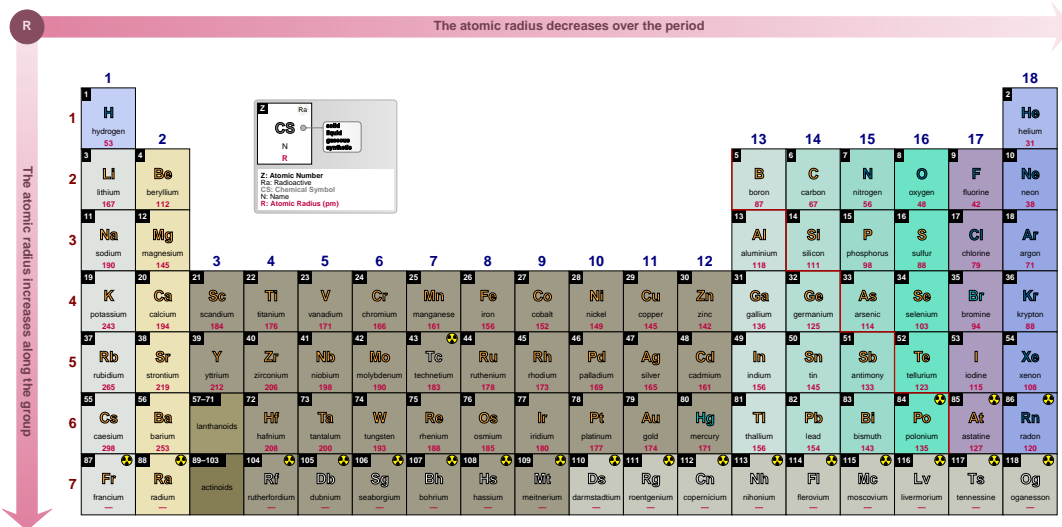 R
The atomic radius decreases over the period
The atomic radius increases along the group
1 18
1 2
1 H He
hydrogen helium
53 31
2 13 14 15 16 17
3 4 5 6 7 8 9 10
2 Li Be B C N O F Ne
lithium beryllium boron carbon nitrogen oxygen fluorine neon
167 112 87 67 56 48 42 38
Z Ra
CS
N
R
solid
liquid
gaseous
synthetic
Z: Atomic Number
Ra: Radioactive
CS: Chemical Symbol
N: Name
R: Atomic Radius (pm)
11 12 13 14 15 16 17 18
3 Na Mg Al Si P S Cl Ar
sodium magnesium aluminium silicon phosphorus sulfur chlorine argon
190 145 118 111 98 88 79 71
3 4 5 6 7 8 9 10 11 12
19 20 21 22 23 24 25 26 27 28 29 30 31 32 33 34 35 36
4 K Ca Sc Ti V Cr Mn Fe Co Ni Cu Zn Ga Ge As Se Br Kr
potassium calcium scandium titanium vanadium chromium manganese iron cobalt nickel copper zinc gallium germanium arsenic selenium bromine krypton
243 194 184 176 171 166 161 156 152 149 145 142 136 125 114 103 94 88
37 38 39 40 41 42 43 44 45 46 47 48 49 50 51 52 53 54
5 Rb Sr Y Zr Nb Mo Tc Ru Rh Pd Ag Cd In Sn Sb Te I Xe
rubidium strontium yttrium zirconium niobium molybdenum technetium ruthenium rhodium palladium silver cadmium indium tin antimony tellurium iodine xenon
265 219 212 206 198 190 183 178 173 169 165 161 156 145 133 123 115 108
55 56 57–71 72 73 74 75 76 77 78 79 80 81 82 83 84 85 86
6 Cs Ba Hf Ta W Re Os Ir Pt Au Hg Tl Pb Bi Po At Rn
caesium barium lanthanoids hafnium tantalum tungsten rhenium osmium iridium platinum gold mercury thallium lead bismuth polonium astatine radon
298 253 208 200 193 188 185 180 177 174 171 156 154 143 135 127 120
87 88 89–103 104 105 106 107 108 109 110 111 112 113 114 115 116 117 118
7 Fr Ra Rf Db Sg Bh Hs Mt Ds Rg Cn Nh Fl Mc Lv Ts Og
francium radium actinoids rutherfordium dubnium seaborgium bohrium hassium meitnerium darmstadtium roentgenium copernicium nihonium flerovium moscovium livermorium tennessine oganesson
— — — — — — — — — — — — — — — — —